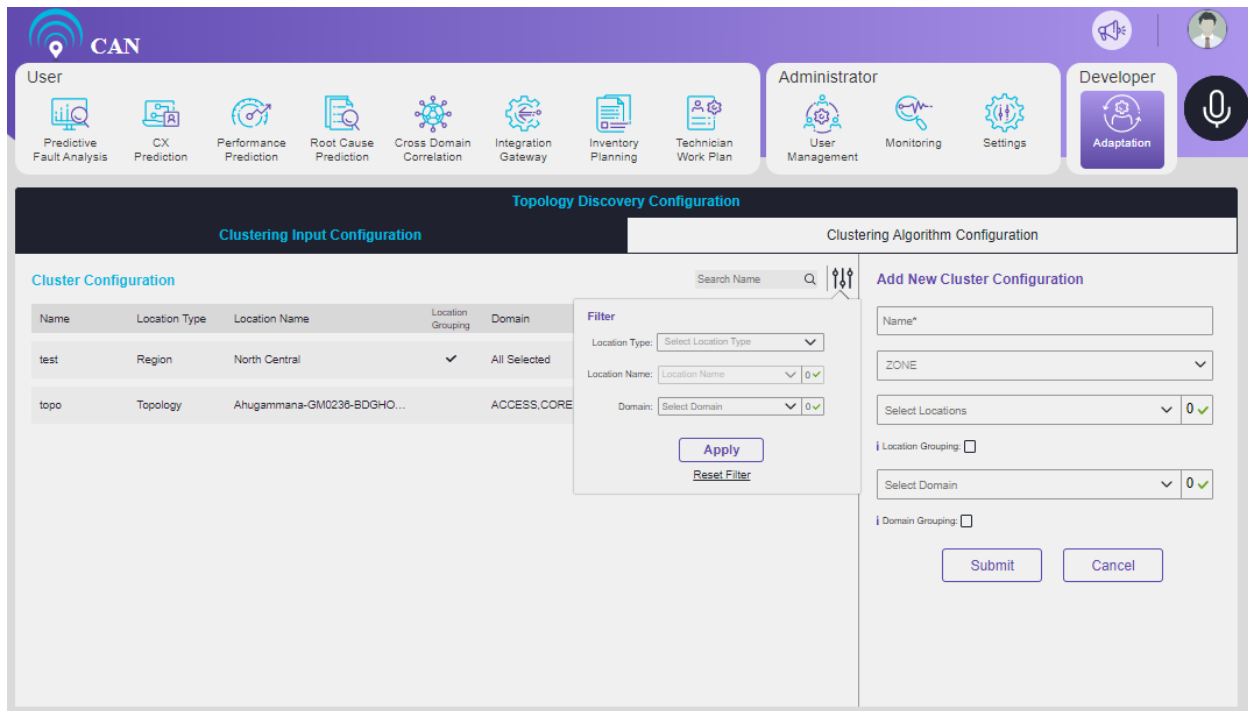 CAN
User
Administrator
Developer
Predictive
Fault Analysis
CX
Prediction
Performance
Prediction
Root Cause
Prediction
Cross Domain
Correlation
Integration
Gateway
Inventory
Planning
Technician
Work Plan
User
Management
Monitoring
Settings
Adaptation
Topology Discovery Configuration
Clustering Input Configuration
Clustering Algorithm Configuration
Cluster Configuration
Search Name
Name
Location Type
Location Name
Location
Grouping
Domain
test
Region
North Central
All Selected
topo
Topology
Ahugammana-GM0236-BDGHO...
ACCESS,CORE
Filter
Location Type: Select Location Type
Location Name: Location Name 0
Domain: Select Domain 0
Apply
Reset Filter
Add New Cluster Configuration
Name*
ZONE
Select Locations 0
i Location Grouping:
Select Domain 0
i Domain Grouping:
Submit
Cancel